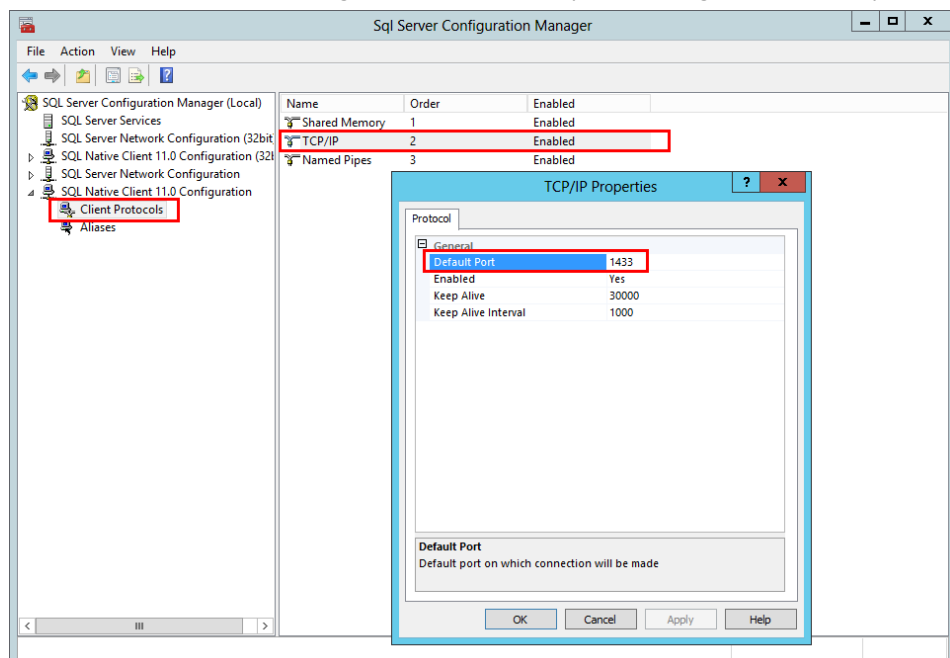 Sql Server Configuration Manager
File Action View Help
SQL Server Configuration Manager (Local)
SQL Server Services
SQL Server Network Configuration (32bit
SQL Native Client 11.0 Configuration (32b
SQL Server Network Configuration
SQL Native Client 11.0 Configuration
Client Protocols
Aliases
Name Order Enabled
Shared Memory 1 Enabled
TCP/IP 2 Enabled
Named Pipes 3 Enabled
TCP/IP Properties
Protocol
General
Default Port 1433
Enabled Yes
Keep Alive 30000
Keep Alive Interval 1000
Default Port
Default port on which connection will be made
OK Cancel Apply Help